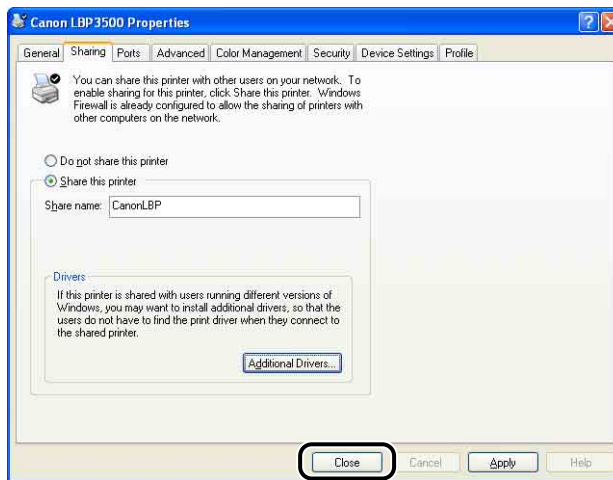 Canon LBP3500 Properties
General Sharing Ports Advanced Color Management Security Device Settings Profile
You can share this printer with other users on your network. To
enable sharing for this printer, click Share this printer. Windows
Firewall is already configured to allow the sharing of printers with
other computers on the network.
Do not share this printer
Share this printer
Share name: CanonLBP
Drivers
If this printer is shared with users running different versions of
Windows, you may want to install additional drivers, so that the
users do not have to find the print driver when they connect to
the shared printer.
Additional Drivers...
Close Cancel Apply Help